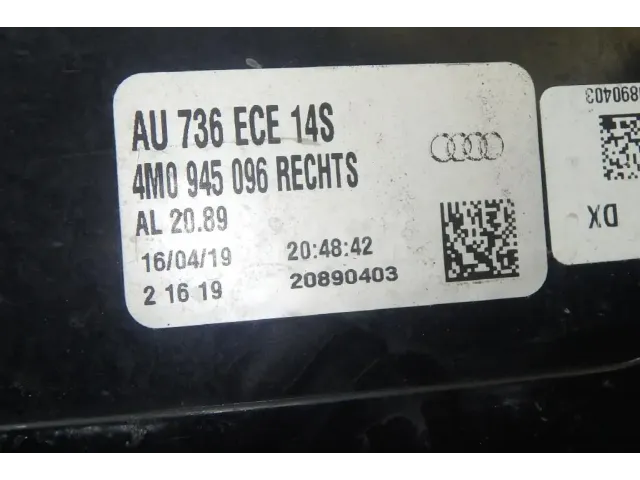 AU 736 ECE 14S
4M0 945 096 RECHTS
AL 20.89
16/04/19 20:48:42
2 16 19 20890403
890403
DX